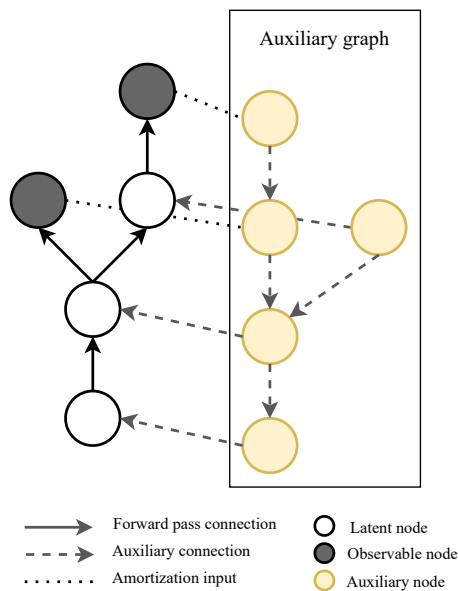 Auxiliary graph
Forward pass connection
Latent node
Auxiliary connection
Observable node
Amortization input
Auxiliary node